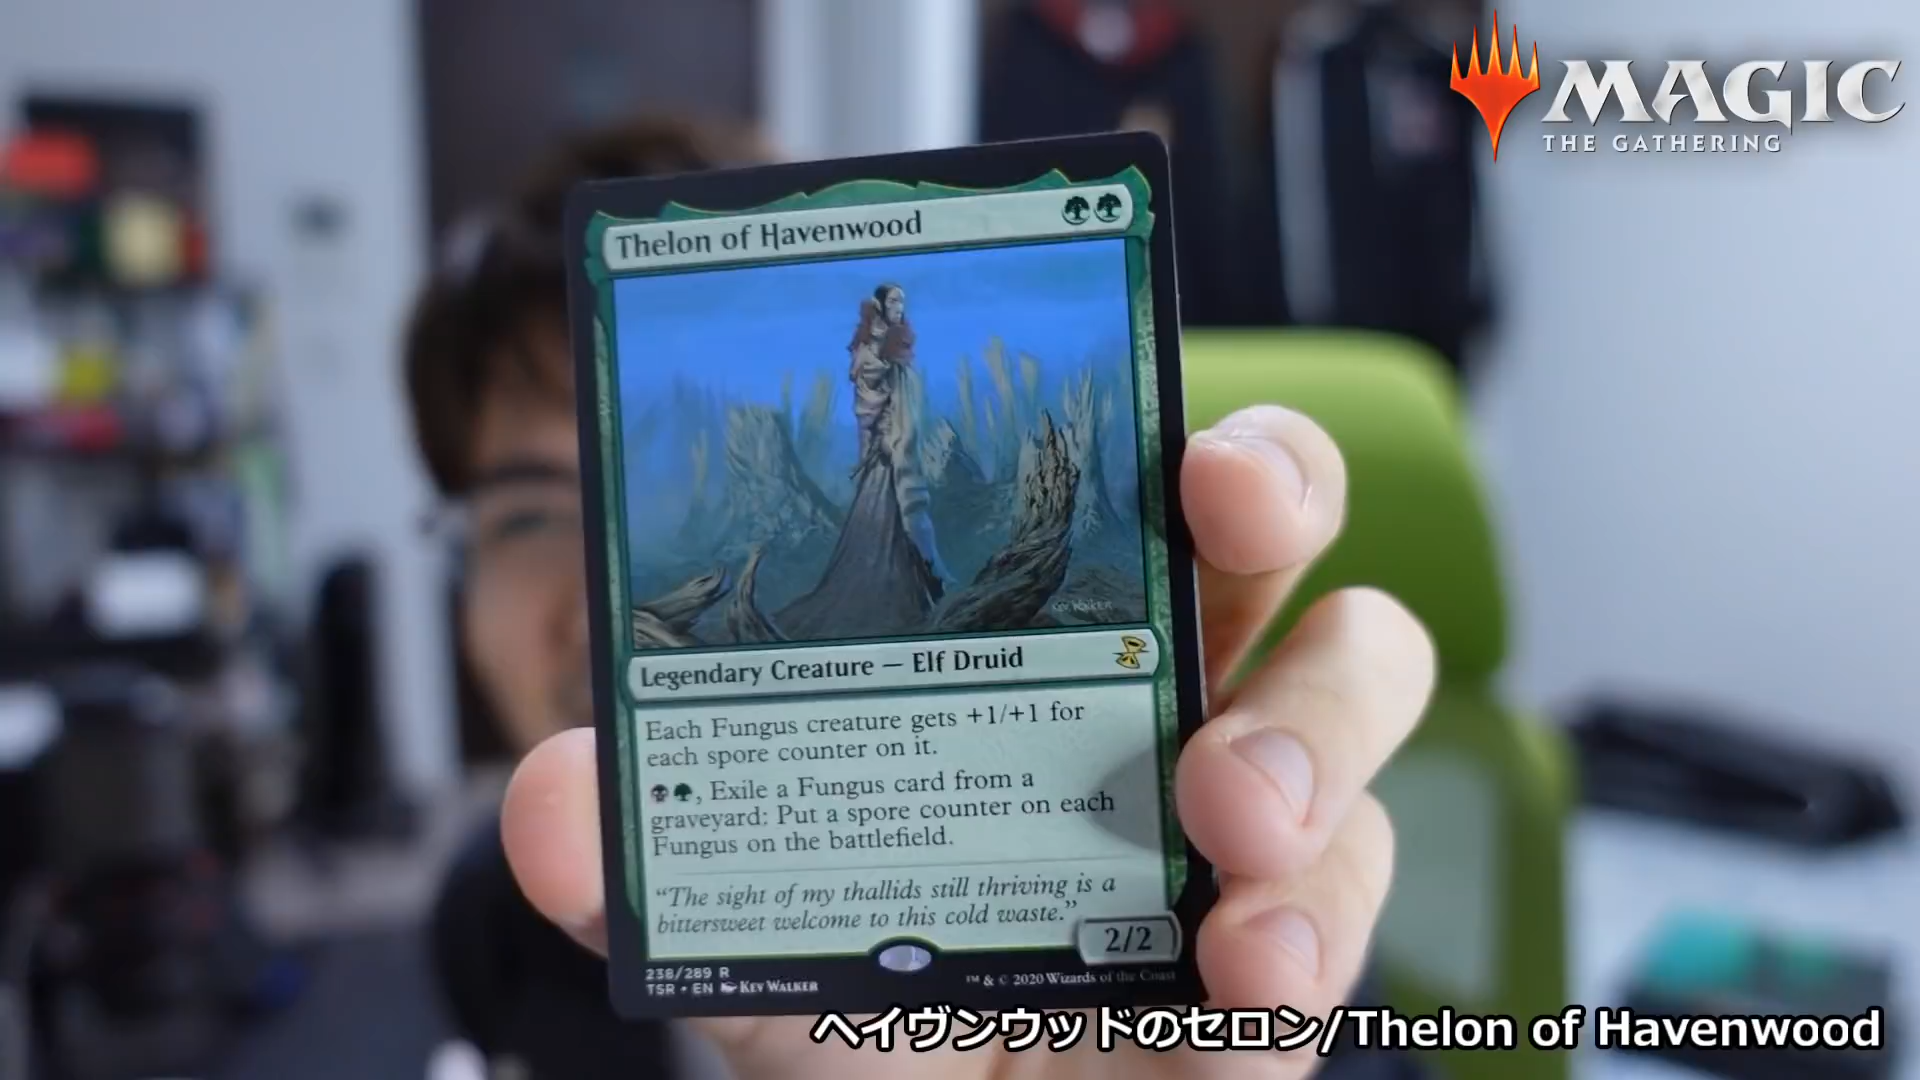 MAGIC
THE GATHERING
Thelon of Havenwood
KEV WALKER
Legendary Creature — Elf Druid
Each Fungus creature gets +1/+1 for
each spore counter on it.
, Exile a Fungus card from a
graveyard: Put a spore counter on each
Fungus on the battlefield.
“The sight of my thallids still thriving is a
bittersweet welcome to this cold waste.”
2/2
238/289 R
TSR • EN KEV WALKER
™ & © 2020 Wizards of the Coast
ヘイヴンウッドのセロン/Thelon of Havenwood